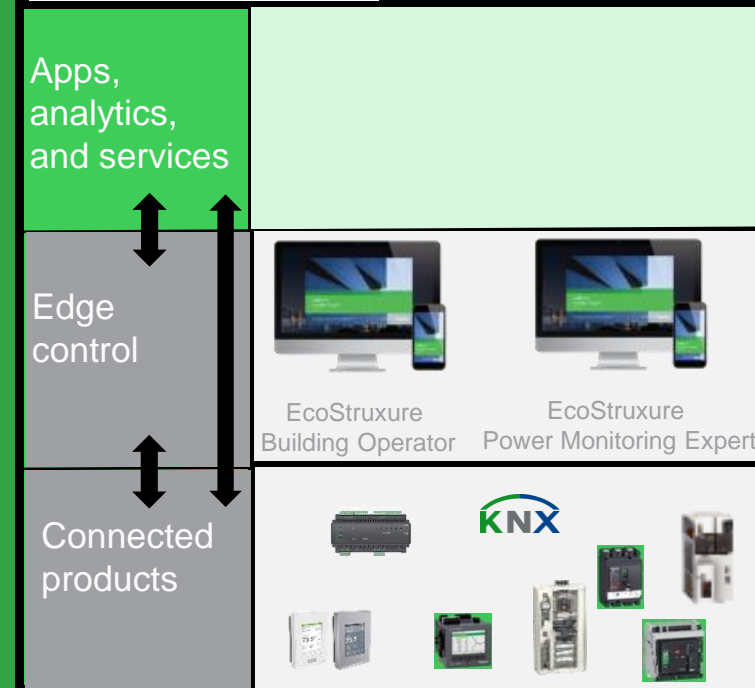 Apps,
analytics,
and services
Edge
control
EcoStruxure
Building Operator
EcoStruxure
Power Monitoring Expert
Connected
products
KNX